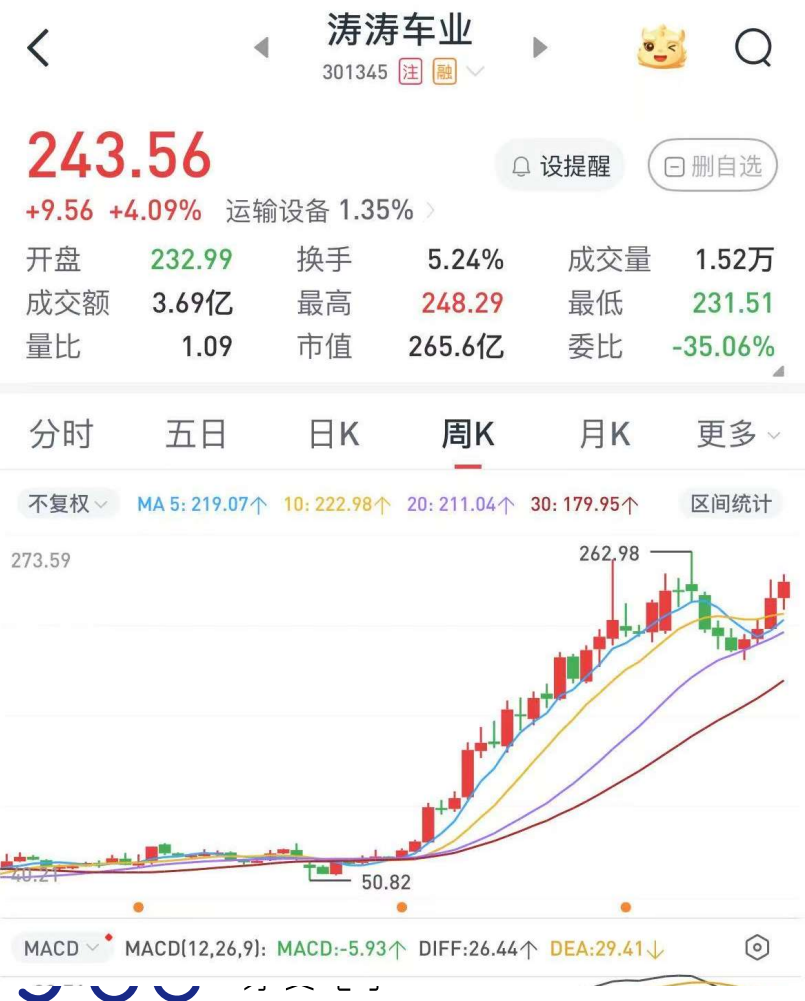 涛涛车业
301345 注 融
243.56
设提醒 删自选
+9.56 +4.09% 运输设备 1.35%
开盘 232.99 换手 5.24% 成交量 1.52万
成交额 3.69亿 最高 248.29 最低 231.51
量比 1.09 市值 265.6亿 委比 -35.06%
分时 五日 日K 周K 月K 更多
不复权 MA 5: 219.07↑ 10: 222.98↑ 20: 211.04↑ 30: 179.95↑ 区间统计
262.98
273.59
40.21
50.82
MACD MACD(12,26,9): MACD:-5.93↑ DIFF:26.44↑ DEA:29.41↓